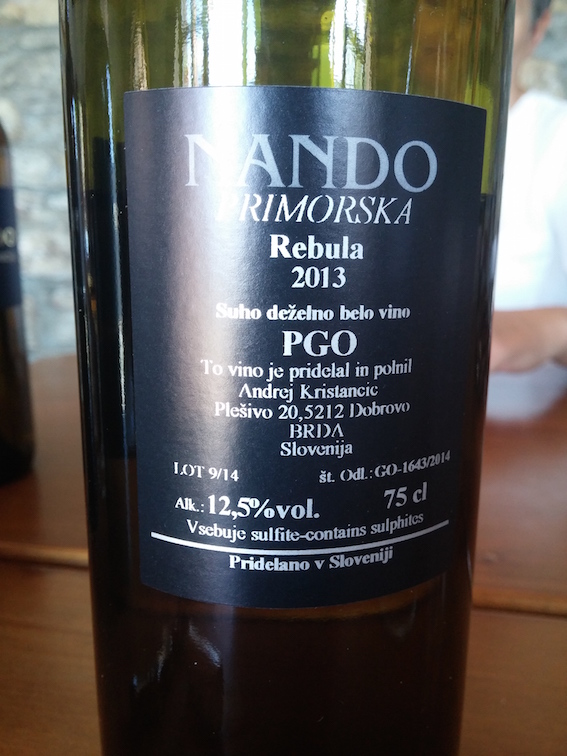 NANDO
PRIMORSKA
Rebula
2013
Suho deželno belo vino
PGO
To vino je pridelal in polnil
Andrej Kristancic
Plešivo 20,5212 Dobrovo
BRDA
Slovenija
LOT 9/14 št. Odl.:GO-1643/2014
Alk.: 12,5%vol. 75 cl
Vsebuje sulfite-contains sulphites
Pridelano v Sloveniji